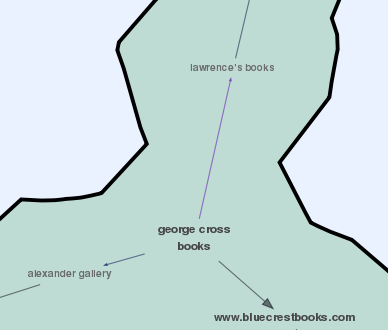 lawrence's books
george cross
books
alexander gallery
www.bluecrestbooks.com